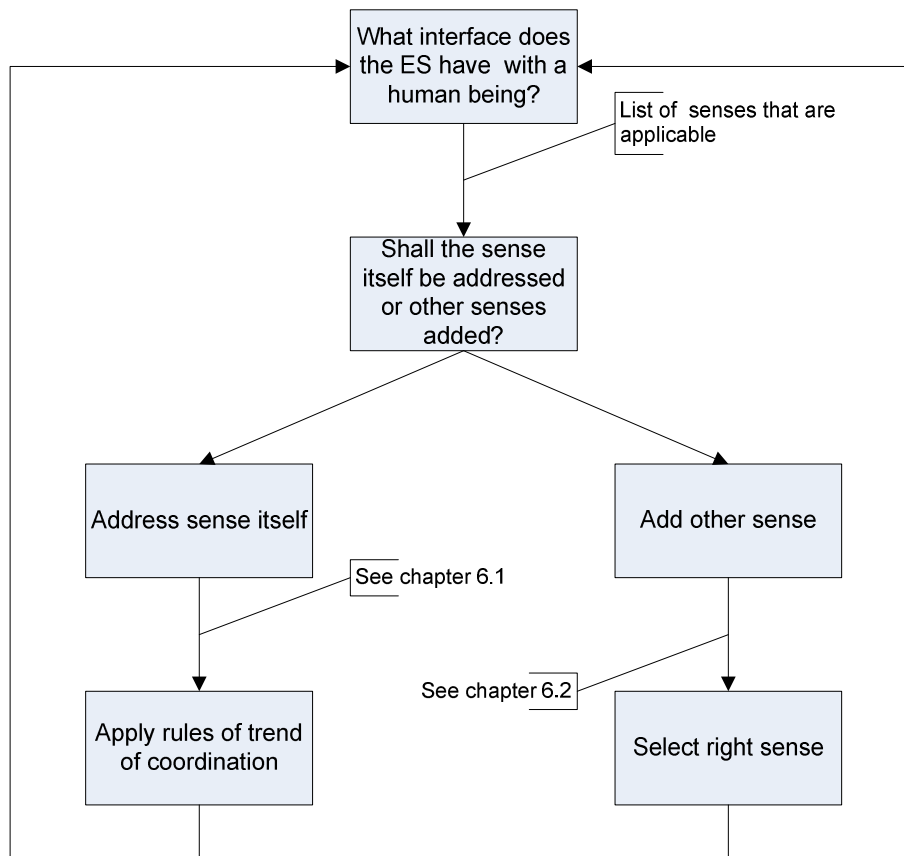 What interface does
the ES have with a
human being?
List of senses that are
applicable
Shall the sense
itself be addressed
or other senses
added?
Address sense itself
Add other sense
See chapter 6.1
See chapter 6.2
Apply rules of trend
of coordination
Select right sense